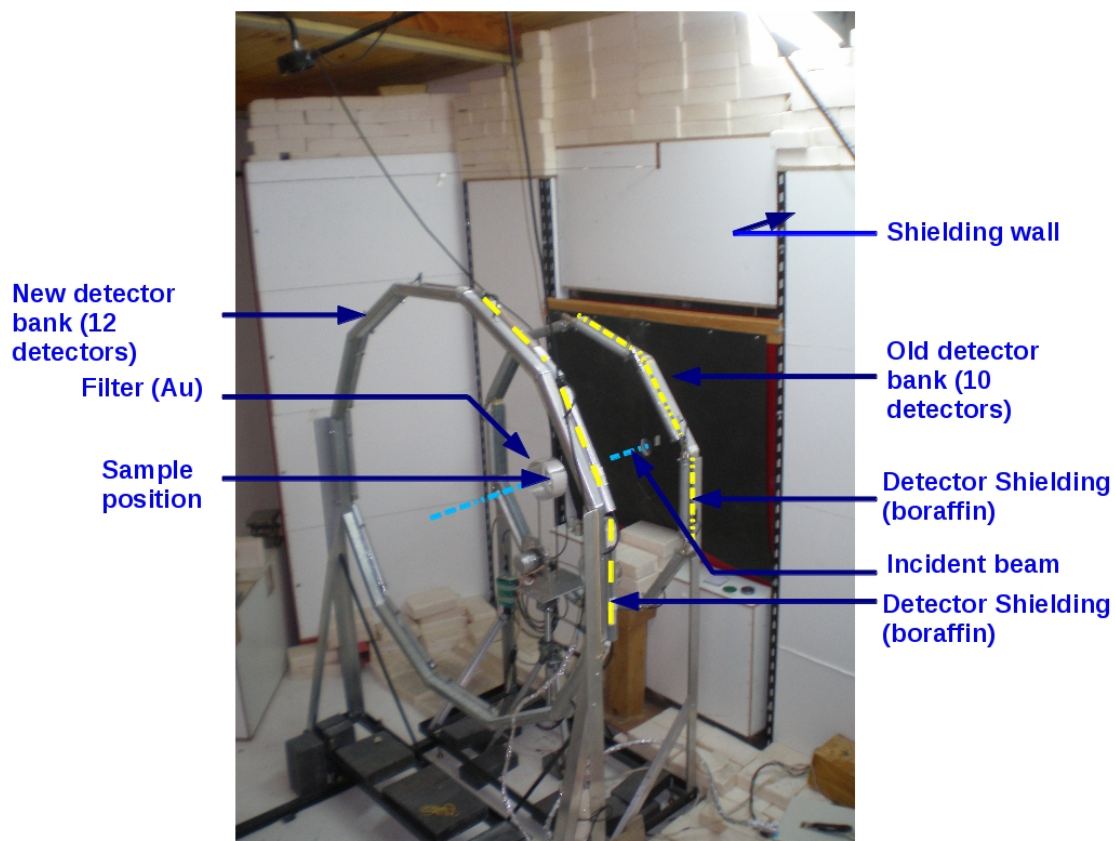 Shielding wall
New detector
bank (12
detectors)
Old detector
bank (10
detectors)
Filter (Au)
Sample
position
Detector Shielding
(boraffin)
Incident beam
Detector Shielding
(boraffin)